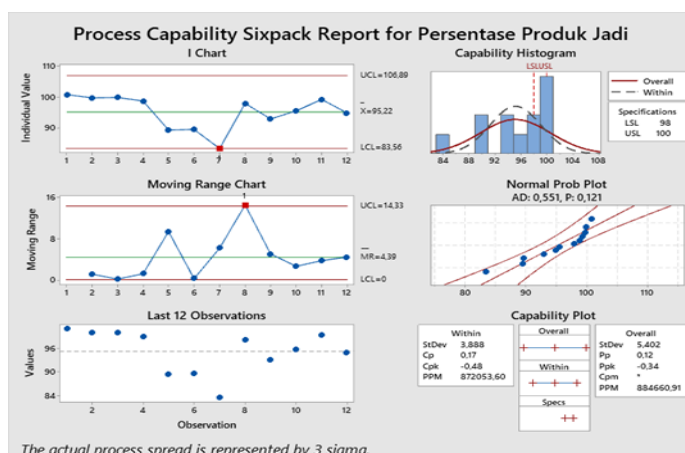 Process Capability Sixpack Report for Persentase Produk Jadi
I Chart
Individual Value
110
100
90
UCL=106,89
X=95,22
LCL=83,56
1
1 2 3 4 5 6 7 8 9 10 11 12
Capability Histogram
LSL USL
84 88 92 96 100 104 108
Overall
Within
Specifications
LSL 98
USL 100
Moving Range Chart
Moving Range
16
8
0
1
UCL=14,33
MR=4,39
LCL=0
1 2 3 4 5 6 7 8 9 10 11 12
Normal Prob Plot
AD: 0,551, P: 0,121
80 90 100 110
Last 12 Observations
Values
96
90
84
2 4 6 8 10 12
Observation
Capability Plot
Within
StDev 3,888
Cp 0,17
Cpk -0,48
PPM 872053,60
Overall
Within
Specs
Overall
StDev 5,402
Pp 0,12
Ppk -0,34
Cpm *
PPM 884660,91
The actual process spread is represented by 3 sigma.